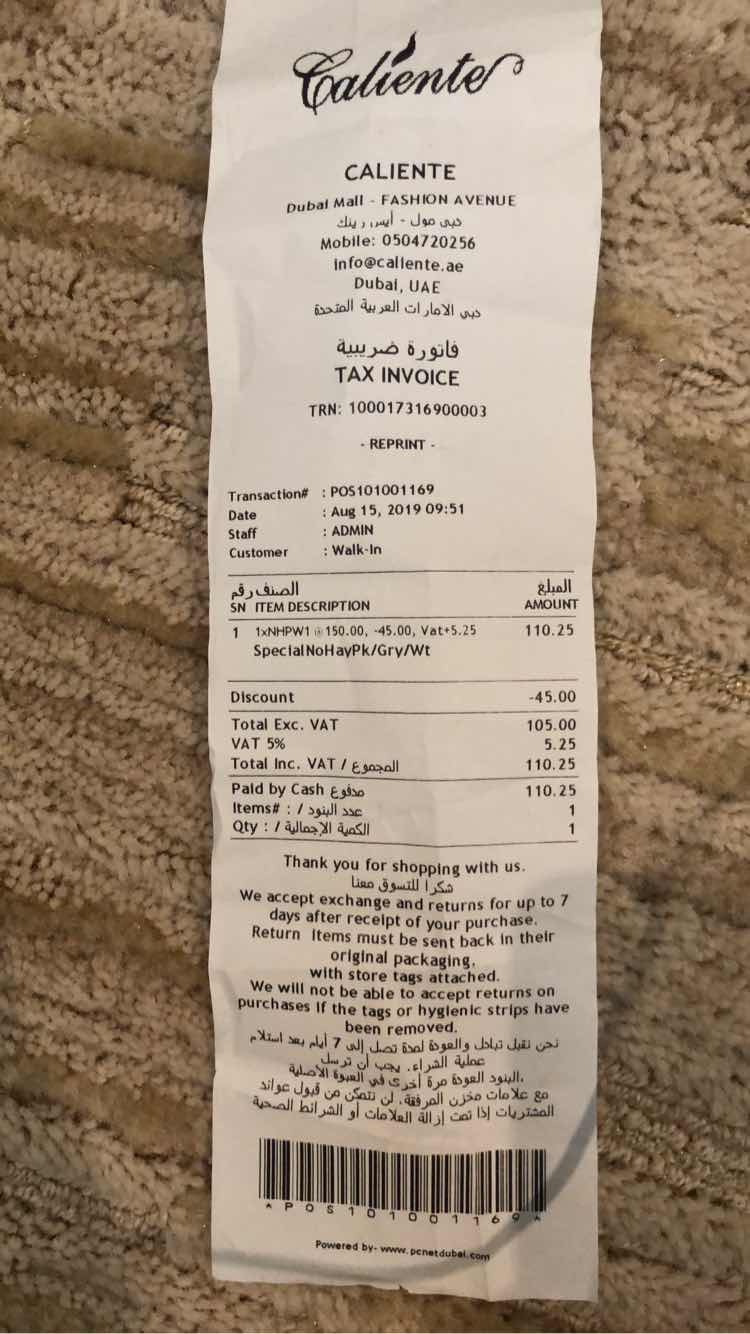 Caliente
CALIENTE
Dubai Mall - FASHION AVENUE
دبي مول - أيس رينك
Mobile: 0504720256
info@caliente.ae
Dubai, UAE
دبي الامارات العربية المتحدة
فاتورة ضريبية
TAX INVOICE
TRN: 100017316900003
- REPRINT -
Transaction# : POS101001169
Date : Aug 15, 2019 09:51
Staff : ADMIN
Customer : Walk-In
الصنف رقم المبلغ
SN ITEM DESCRIPTION AMOUNT
1 1xNHPW1 @150.00, -45.00, Vat+5.25 110.25
SpecialNoHayPk/Gry/Wt
Discount -45.00
Total Exc. VAT 105.00
VAT 5% 5.25
Total Inc. VAT / المجموع 110.25
Paid by Cash مدفوع 110.25
Items# : / عدد البنود 1
Qty : / الكمية الإجمالية 1
Thank you for shopping with us.
شكرا للتسوق معنا
We accept exchange and returns for up to 7
days after receipt of your purchase.
Return items must be sent back in their
original packaging,
with store tags attached.
We will not be able to accept returns on
purchases if the tags or hygienic strips have
been removed.
نحن نقبل تبادل والعودة لمدة تصل إلى 7 أيام بعد استلام
عملية الشراء. يجب أن ترسل
البنود العودة مرة أخرى في العبوة الأصلية،
مع علامات مخزن المرفقة. لن نتمكن من قبول عوائد
المشتريات إذا تمت إزالة العلامات أو الشرائط الصحية
*POS101001169*
Powered by- www.pcnetdubai.com